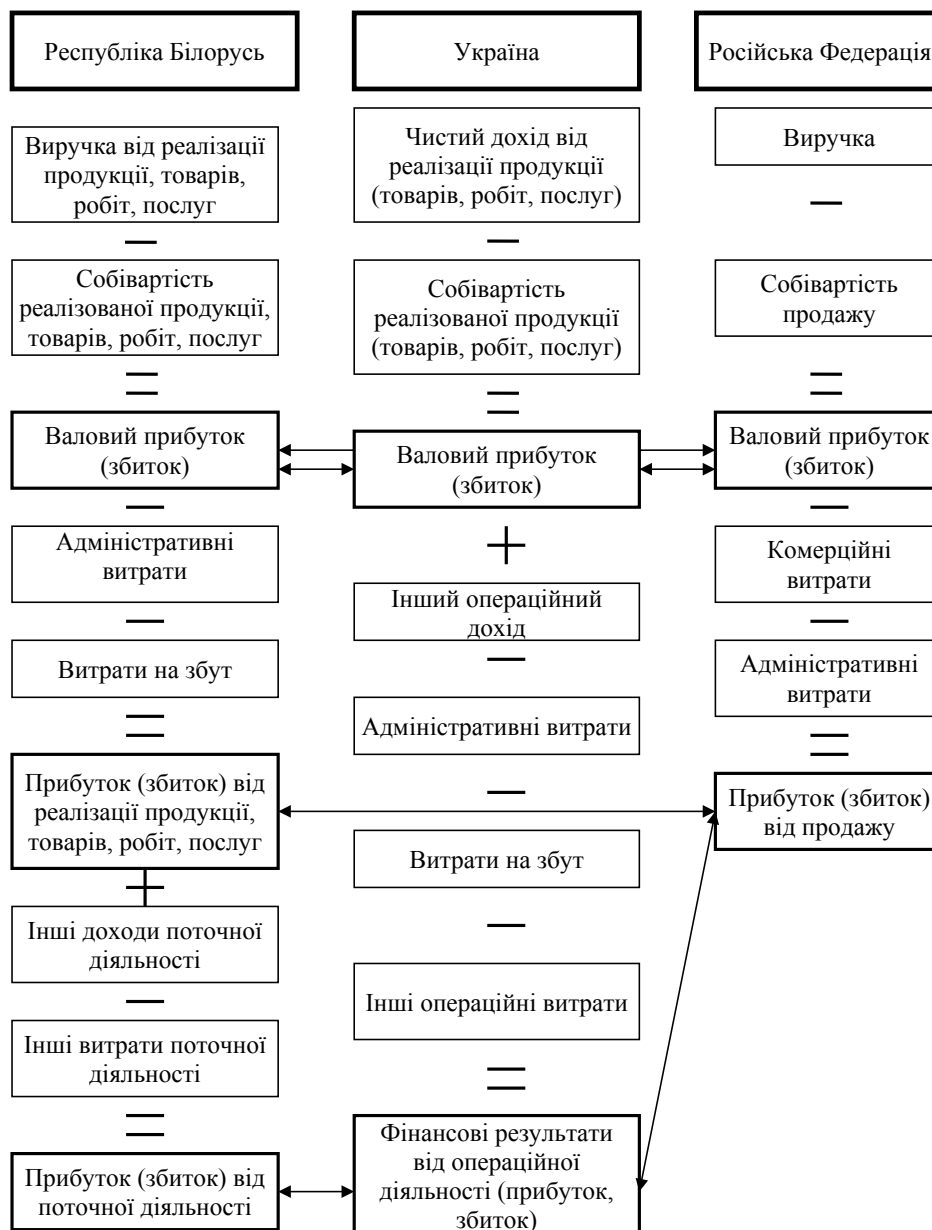 Республіка Білорусь
Україна
Російська Федерація
Виручка від реалізації
продукції, товарів,
робіт, послуг
—
Собівартість
реалізованої продукції,
товарів, робіт, послуг
=
Валовий прибуток
(збиток)
—
Адміністративні
витрати
—
Витрати на збут
=
Прибуток (збиток) від
реалізації продукції,
товарів, робіт, послуг
+
Інші доходи поточної
діяльності
—
Інші витрати поточної
діяльності
=
Прибуток (збиток) від
поточної діяльності
Чистий дохід від
реалізації продукції
(товарів, робіт, послуг)
—
Собівартість
реалізованої продукції
(товарів, робіт, послуг)
=
Валовий прибуток
(збиток)
+
Інший операційний
дохід
—
Адміністративні витрати
—
Витрати на збут
—
Інші операційні витрати
=
Фінансові результати
від операційної
діяльності (прибуток,
збиток)
Виручка
—
Собівартість
продажу
=
Валовий прибуток
(збиток)
—
Комерційні
витрати
—
Адміністративні
витрати
=
Прибуток (збиток)
від продажу